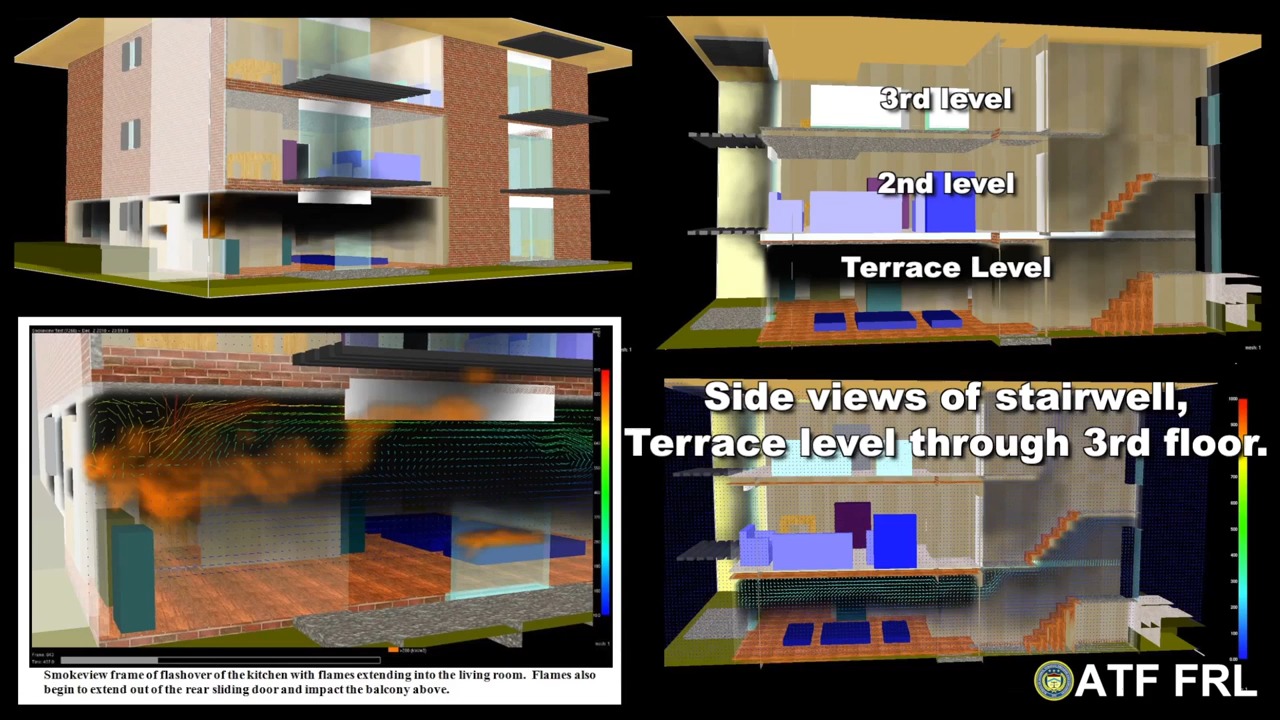 3rd level
2nd level
Terrace Level
Smokeview frame of flashover of the kitchen with flames extending into the living room. Flames also
begin to extend out of the rear sliding door and impact the balcony above.
Side views of stairwell,
Terrace level through 3rd floor.
ATF FRL